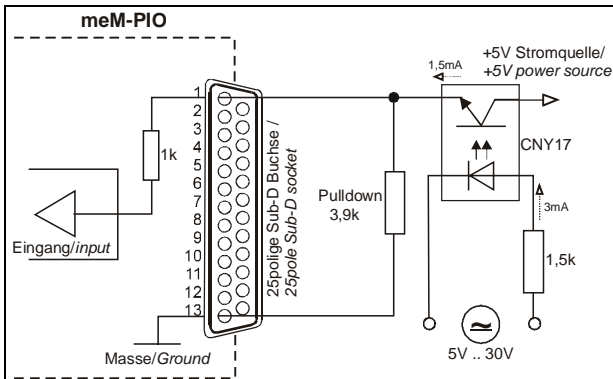 meM-PIO
1
2
3
4
5
6
7
8
9
10
11
12
13
1k
Eingang/input
Masse/Ground
25polige Sub-D Buchse /
25pole Sub-D socket
Pulldown
3,9k
1,5mA
+5V Stromquelle/
+5V power source
CNY17
3mA
1,5k
5V .. 30V